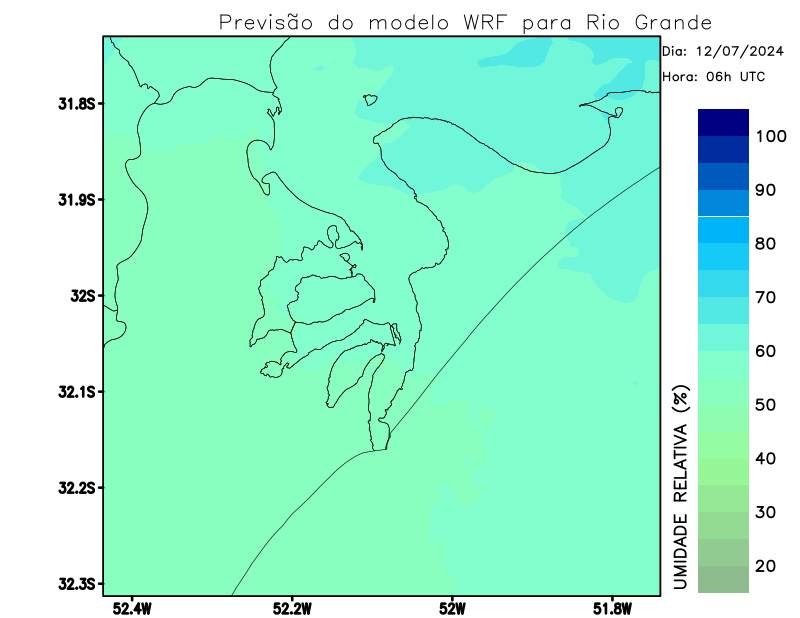 Previsão do modelo WRF para Rio Grande
Dia: 12/07/2024
Hora: 06h UTC
31.8S
31.9S
32S
32.1S
32.2S
32.3S
52.4W
52.2W
52W
51.8W
UMIDADE RELATIVA (%)
100
90
80
70
60
50
40
30
20